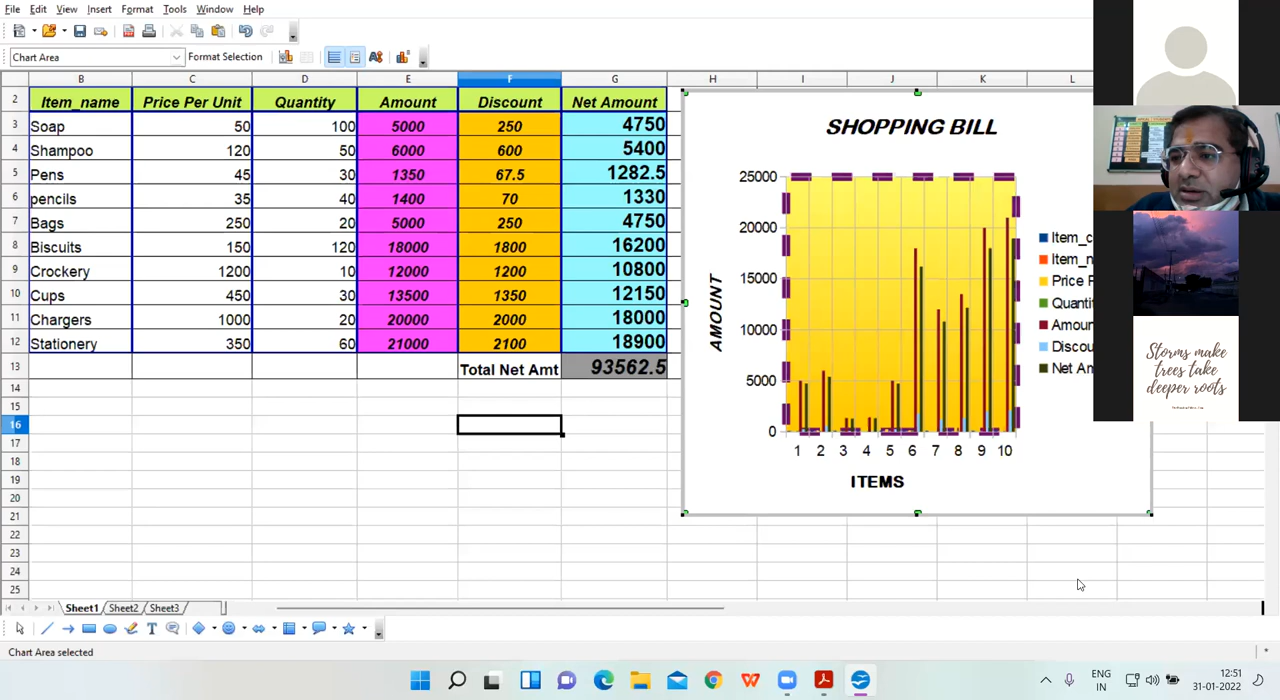 File Edit View Insert Format Tools Window Help
Chart Area Format Selection
B C D E F G H I J K L
2 Item_name Price Per Unit Quantity Amount Discount Net Amount
3 Soap 50 100 5000 250 4750
4 Shampoo 120 50 6000 600 5400
5 Pens 45 30 1350 67.5 1282.5
6 pencils 35 40 1400 70 1330
7 Bags 250 20 5000 250 4750
8 Biscuits 150 120 18000 1800 16200
9 Crockery 1200 10 12000 1200 10800
10 Cups 450 30 13500 1350 12150
11 Chargers 1000 20 20000 2000 18000
12 Stationery 350 60 21000 2100 18900
13 Total Net Amt 93562.5
14
15
16
17
18
19
20
21
22
23
24
25
SHOPPING BILL
AMOUNT
25000
20000
15000
10000
5000
0
1 2 3 4 5 6 7 8 9 10
ITEMS
Item_c
Item_n
Price P
Quantit
Amoun
Discou
Net Am
Storms make
trees take
deeper roots
Sheet1 Sheet2 Sheet3
Chart Area selected
ENG
IN
12:51
31-01-2022